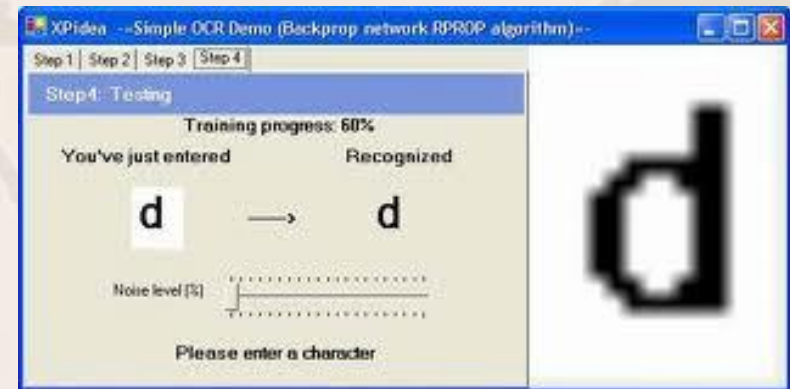 XPidea --Simple OCR Demo (Backprop network RPROP algorithm)--
Step 1 Step 2 Step 3 Step 4
Step4: Testing
Training progress: 60%
You've just entered Recognized
d ⟶ d
d
Noise level [%]
Please enter a character